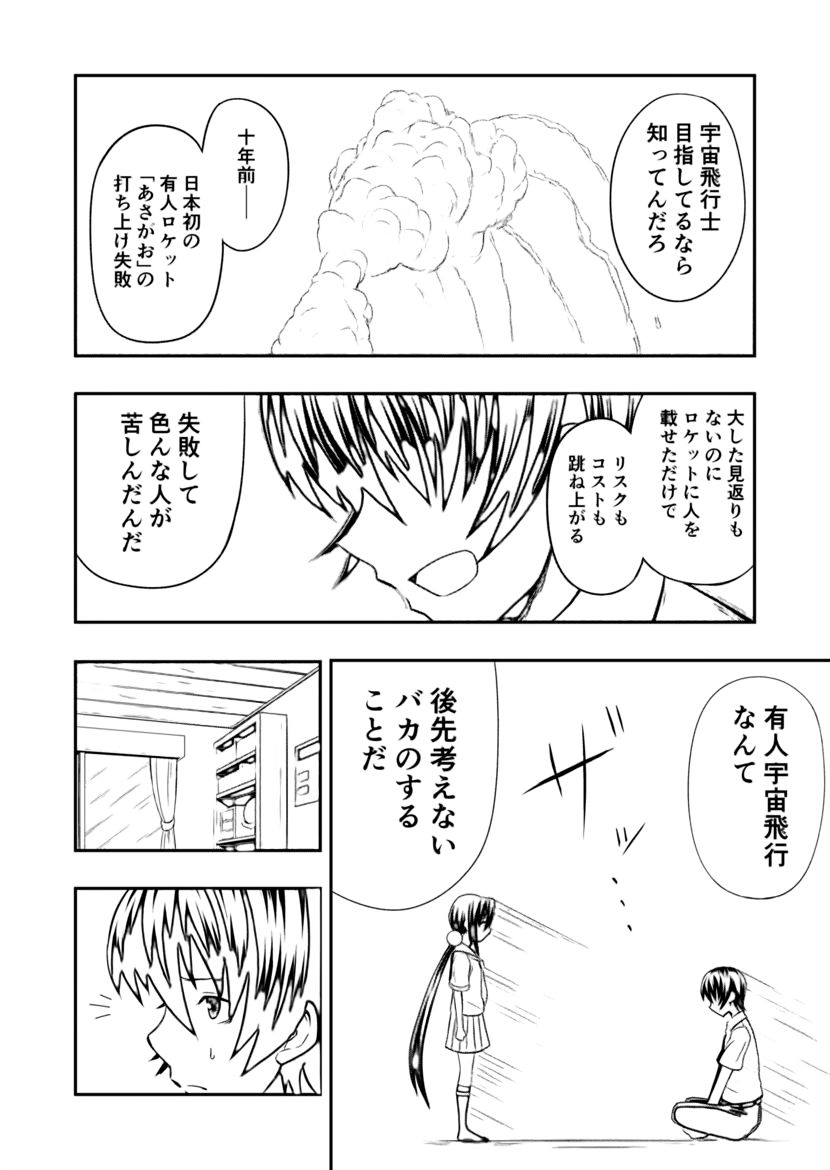 宇宙飛行士
目指してるなら
知ってんだろ
十年前──
日本初の
有人ロケット
「あさがお」の
打ち上げ失敗
大した見返りも
ないのに
ロケットに人を
載せただけで
リスクも
コストも
跳ね上がる
失敗して
色んな人が
苦しんだんだ
有人宇宙飛行
なんて
後先考えない
バカのする
ことだ
サ
ッ…